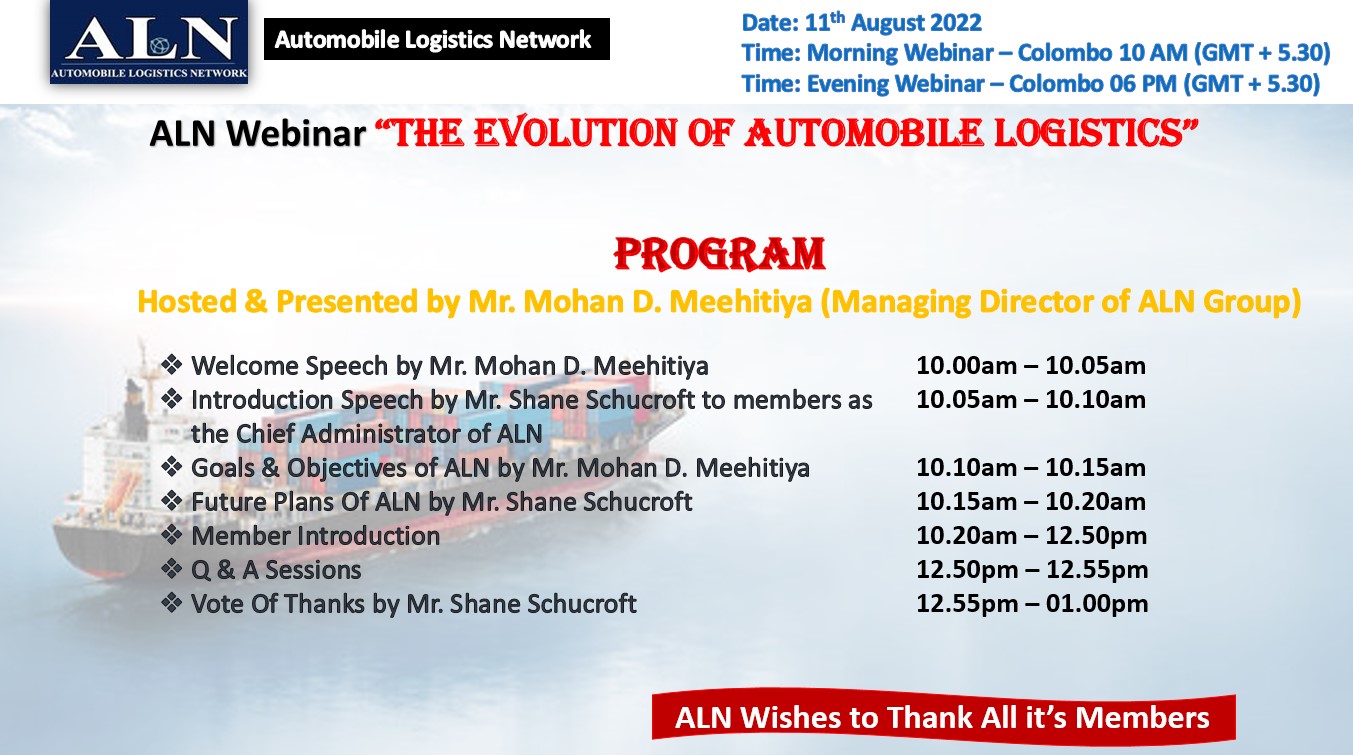 ALN
AUTOMOBILE LOGISTICS NETWORK
Automobile Logistics Network
Date: 11th August 2022
Time: Morning Webinar – Colombo 10 AM (GMT + 5.30)
Time: Evening Webinar – Colombo 06 PM (GMT + 5.30)
ALN Webinar “THE EVOLUTION OF AUTOMOBILE LOGISTICS”
PROGRAM
Hosted & Presented by Mr. Mohan D. Meehitiya (Managing Director of ALN Group)
❖ Welcome Speech by Mr. Mohan D. Meehitiya 10.00am – 10.05am
❖ Introduction Speech by Mr. Shane Schucroft to members as 10.05am – 10.10am
the Chief Administrator of ALN
❖ Goals & Objectives of ALN by Mr. Mohan D. Meehitiya 10.10am – 10.15am
❖ Future Plans Of ALN by Mr. Shane Schucroft 10.15am – 10.20am
❖ Member Introduction 10.20am – 12.50pm
❖ Q & A Sessions 12.50pm – 12.55pm
❖ Vote Of Thanks by Mr. Shane Schucroft 12.55pm – 01.00pm
ALN Wishes to Thank All it’s Members